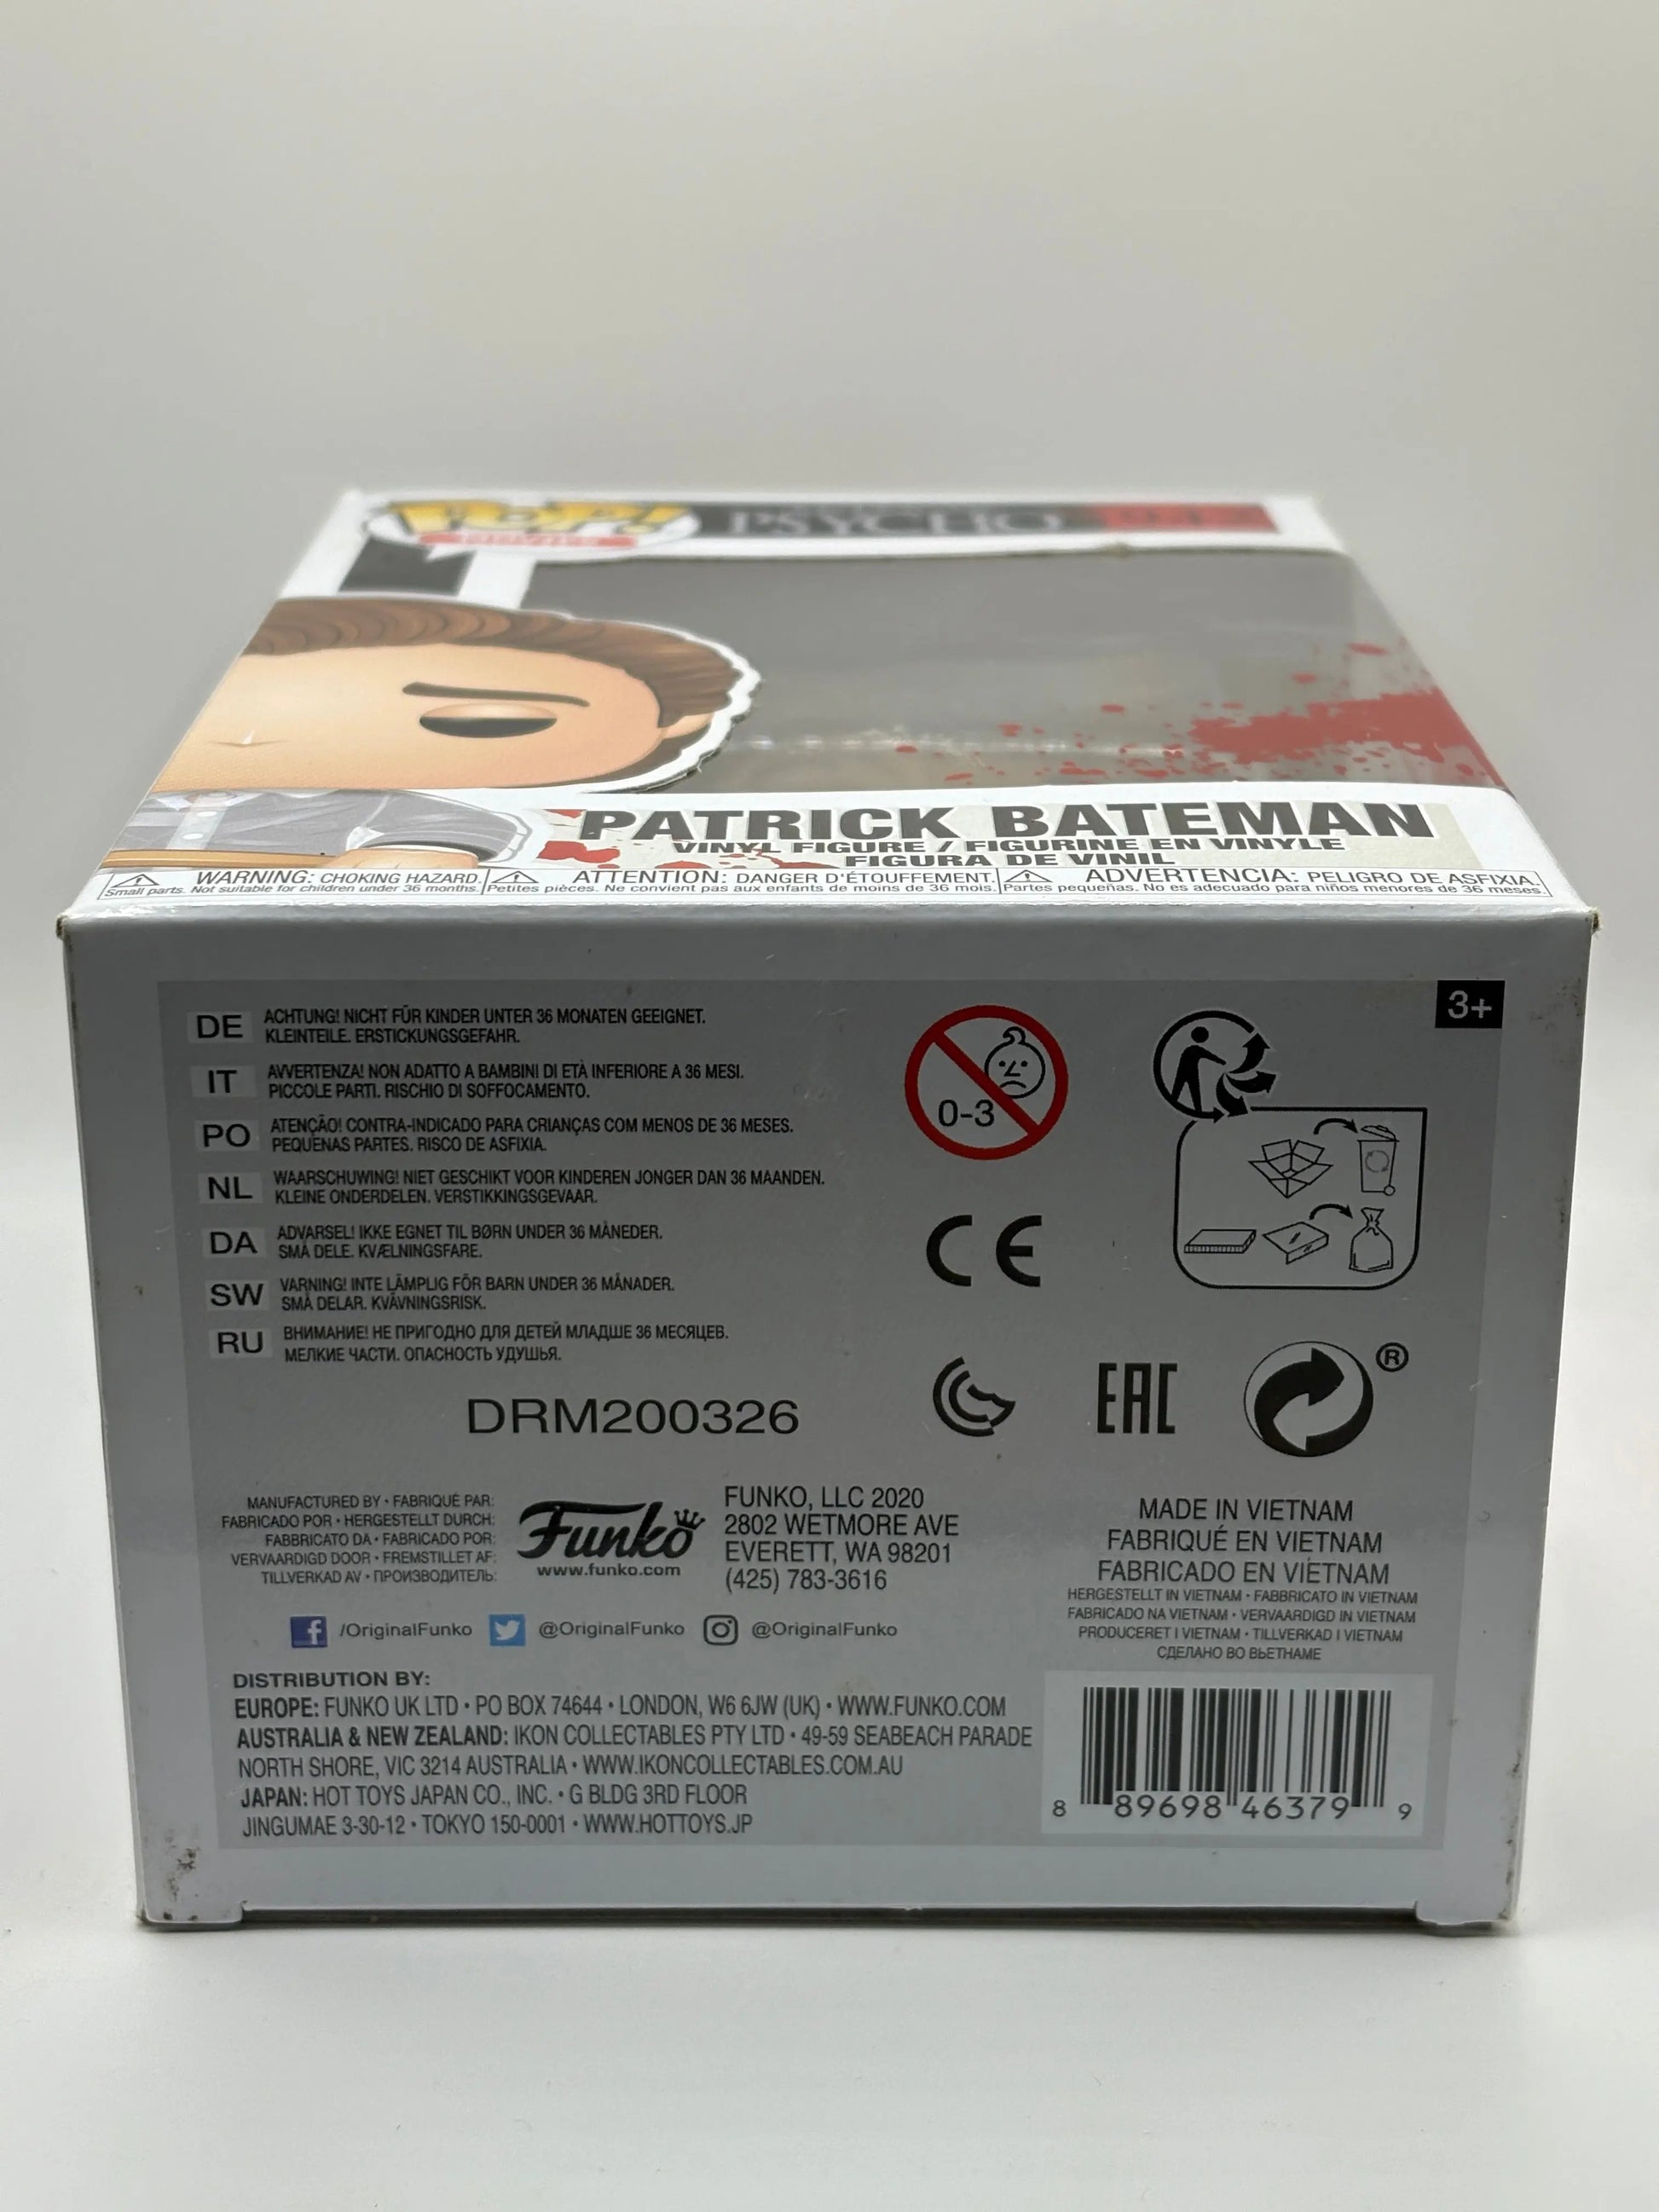 POP!
PSYCHO
PATRICK BATEMAN
VINYL FIGURE / FIGURINE EN VINYLE
FIGURA DE VINIL
WARNING: CHOKING HAZARD.
Small parts. Not suitable for children under 36 months.
ATTENTION: DANGER D'ÉTOUFFEMENT.
Petites pièces. Ne convient pas aux enfants de moins de 36 mois.
ADVERTENCIA: PELIGRO DE ASFIXIA.
Partes pequeñas. No es adecuado para niños menores de 36 meses.
3+
DE ACHTUNG! NICHT FÜR KINDER UNTER 36 MONATEN GEEIGNET.
KLEINTEILE. ERSTICKUNGSGEFAHR.
IT AVVERTENZA! NON ADATTO A BAMBINI DI ETÀ INFERIORE A 36 MESI.
PICCOLE PARTI. RISCHIO DI SOFFOCAMENTO.
PO ATENÇÃO! CONTRA-INDICADO PARA CRIANÇAS COM MENOS DE 36 MESES.
PEQUENAS PARTES. RISCO DE ASFIXIA.
NL WAARSCHUWING! NIET GESCHIKT VOOR KINDEREN JONGER DAN 36 MAANDEN.
KLEINE ONDERDELEN. VERSTIKKINGSGEVAAR.
DA ADVARSEL! IKKE EGNET TIL BØRN UNDER 36 MÅNEDER.
SMÅ DELE. KVÆLNINGSFARE.
SW VARNING! INTE LÄMPLIG FÖR BARN UNDER 36 MÅNADER.
SMÅ DELAR. KVÄVNINGSRISK.
RU ВНИМАНИЕ! НЕ ПРИГОДНО ДЛЯ ДЕТЕЙ МЛАДШЕ 36 МЕСЯЦЕВ.
МЕЛКИЕ ЧАСТИ. ОПАСНОСТЬ УДУШЬЯ.
0-3
CE
EAC
®
DRM200326
MANUFACTURED BY • FABRIQUÉ PAR:
FABRICADO POR • HERGESTELLT DURCH:
FABBRICATO DA • FABRICADO POR:
VERVAARDIGD DOOR • FREMSTILLET AF:
TILLVERKAD AV • ПРОИЗВОДИТЕЛЬ:
Funko
www.funko.com
FUNKO, LLC 2020
2802 WETMORE AVE
EVERETT, WA 98201
(425) 783-3616
MADE IN VIETNAM
FABRIQUÉ EN VIETNAM
FABRICADO EN VIETNAM
HERGESTELLT IN VIETNAM • FABBRICATO IN VIETNAM
FABRICADO NA VIETNAM • VERVAARDIGD IN VIETNAM
PRODUCERET I VIETNAM • TILLVERKAD I VIETNAM
СДЕЛАНО ВО ВЬЕТНАМЕ
/OriginalFunko @OriginalFunko @OriginalFunko
DISTRIBUTION BY:
EUROPE: FUNKO UK LTD • PO BOX 74644 • LONDON, W6 6JW (UK) • WWW.FUNKO.COM
AUSTRALIA & NEW ZEALAND: IKON COLLECTABLES PTY LTD • 49-59 SEABEACH PARADE
NORTH SHORE, VIC 3214 AUSTRALIA • WWW.IKONCOLLECTABLES.COM.AU
JAPAN: HOT TOYS JAPAN CO., INC. • G BLDG 3RD FLOOR
JINGUMAE 3-30-12 • TOKYO 150-0001 • WWW.HOTTOYS.JP
8 89698 46379 9